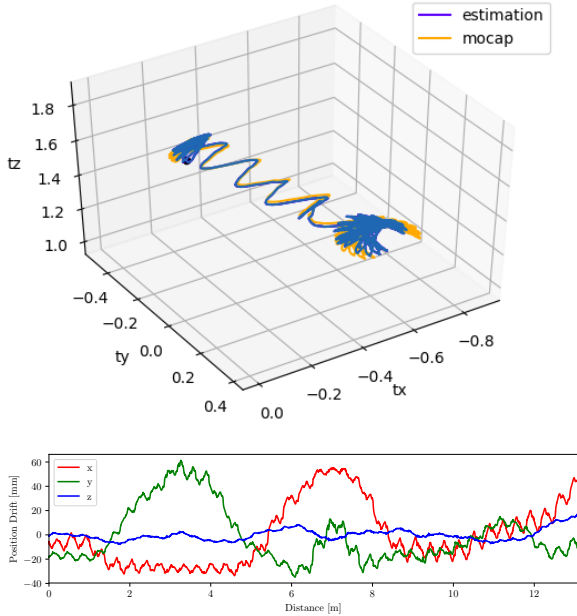 estimation
mocap
tz
1.8
1.6
1.4
1.2
1.0
−0.4
−0.2
0.0
0.2
0.4
ty
0.0
−0.2
−0.4
−0.6
−0.8
tx
Position Drift [mm]
60
40
20
0
−20
−40
x
y
z
0 2 4 6 8 10 12
Distance [m]